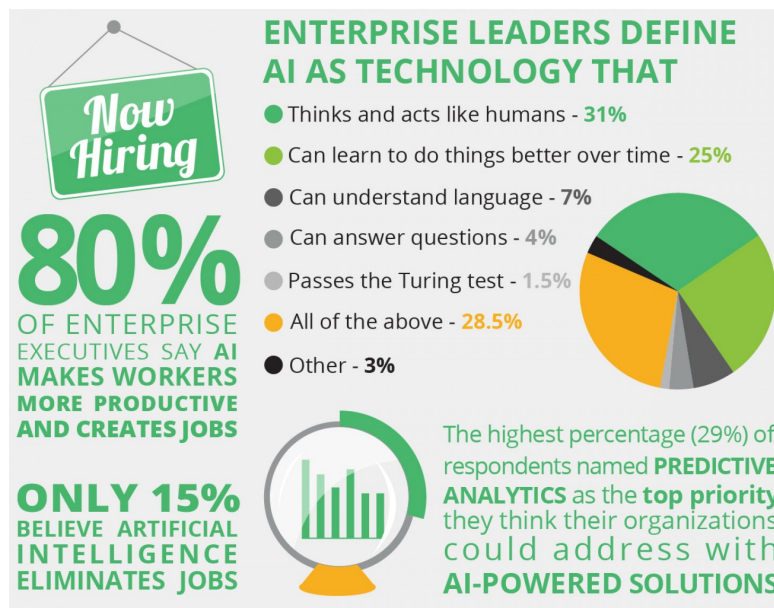 Now
Hiring
80%
OF ENTERPRISE
EXECUTIVES SAY AI
MAKES WORKERS
MORE PRODUCTIVE
AND CREATES JOBS
ONLY 15%
BELIEVE ARTIFICIAL
INTELLIGENCE
ELIMINATES JOBS
ENTERPRISE LEADERS DEFINE
AI AS TECHNOLOGY THAT
Thinks and acts like humans - 31%
Can learn to do things better over time - 25%
Can understand language - 7%
Can answer questions - 4%
Passes the Turing test - 1.5%
All of the above - 28.5%
Other - 3%
The highest percentage (29%) of
respondents named PREDICTIVE
ANALYTICS as the top priority
they think their organizations
could address with
AI-POWERED SOLUTIONS